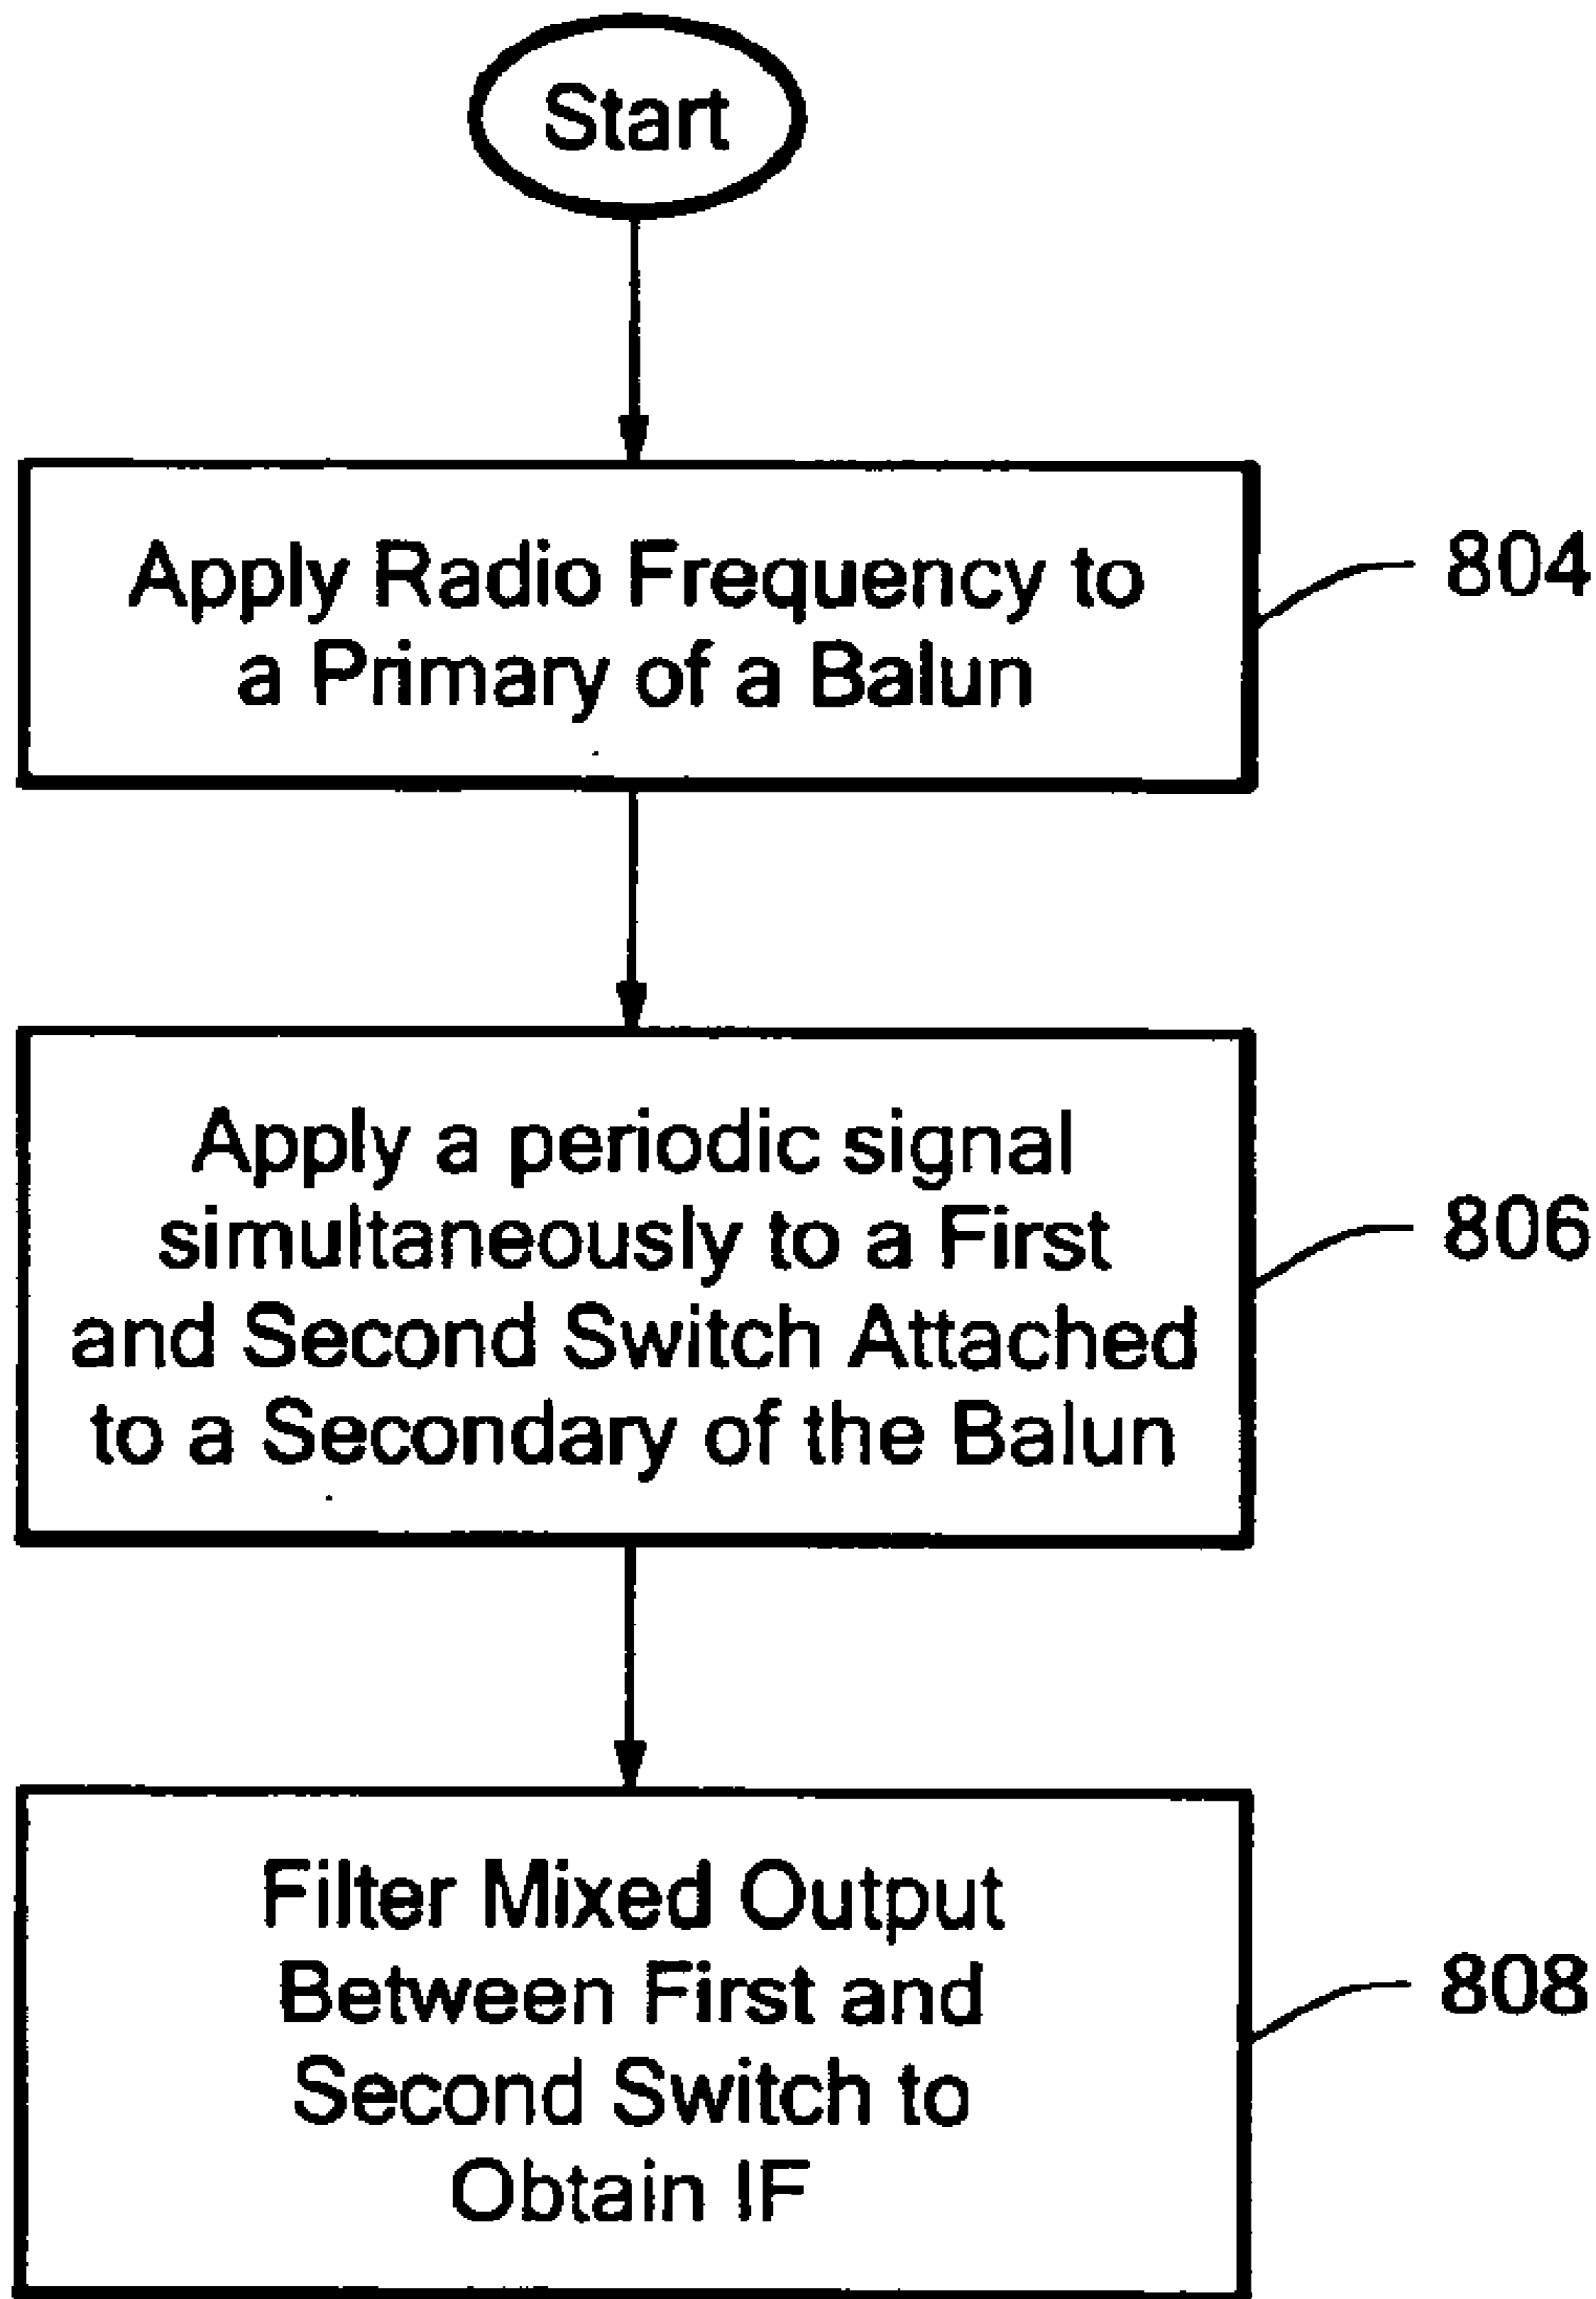 Start
Apply Radio Frequency to
a Primary of a Balun
804
Apply a periodic signal
simultaneously to a First
and Second Switch Attached
to a Secondary of the Balun
806
Filter Mixed Output
Between First and
Second Switch to
Obtain IF
808